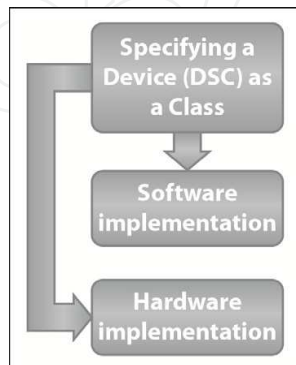 Specifying a
Device (DSC) as
a Class
Software
implementation
Hardware
implementation